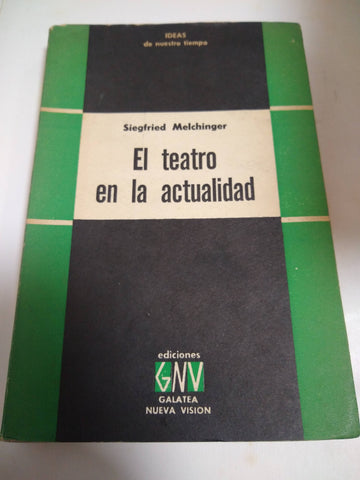 IDEAS
de nuestro tiempo
Siegfried Melchinger
El teatro
en la actualidad
ediciones
GNV
GALATEA
NUEVA VISION